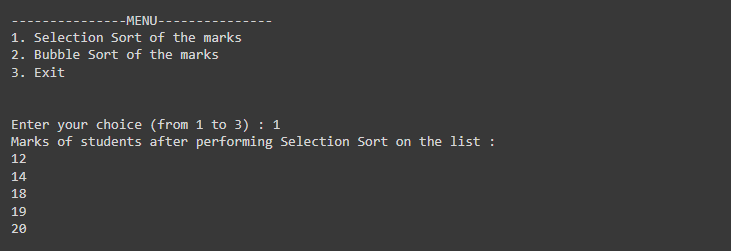 ---------------MENU---------------
1. Selection Sort of the marks
2. Bubble Sort of the marks
3. Exit
Enter your choice (from 1 to 3) : 1
Marks of students after performing Selection Sort on the list :
12
14
18
19
20